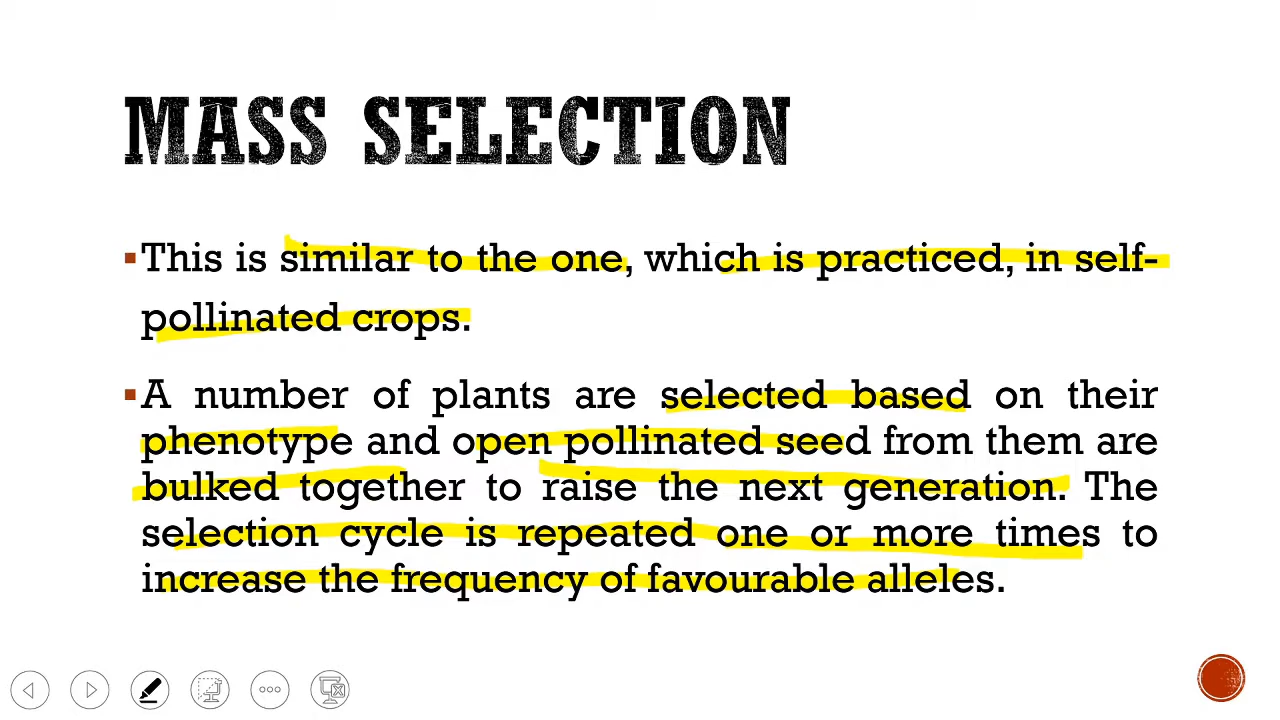 MASS SELECTION
▪This is similar to the one, which is practiced, in self-
pollinated crops.
▪A number of plants are selected based on their
phenotype and open pollinated seed from them are
bulked together to raise the next generation. The
selection cycle is repeated one or more times to
increase the frequency of favourable alleles.